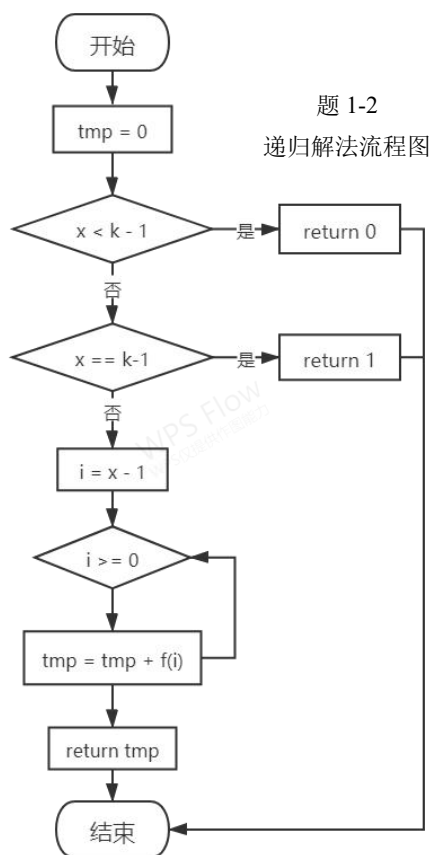 开始
题 1-2
tmp = 0
递归解法流程图
x < k - 1
是
return 0
否
x == k-1
是
return 1
否
WPS Flow
i = x - 1
i >= 0
tmp = tmp + f(i)
return tmp
结束